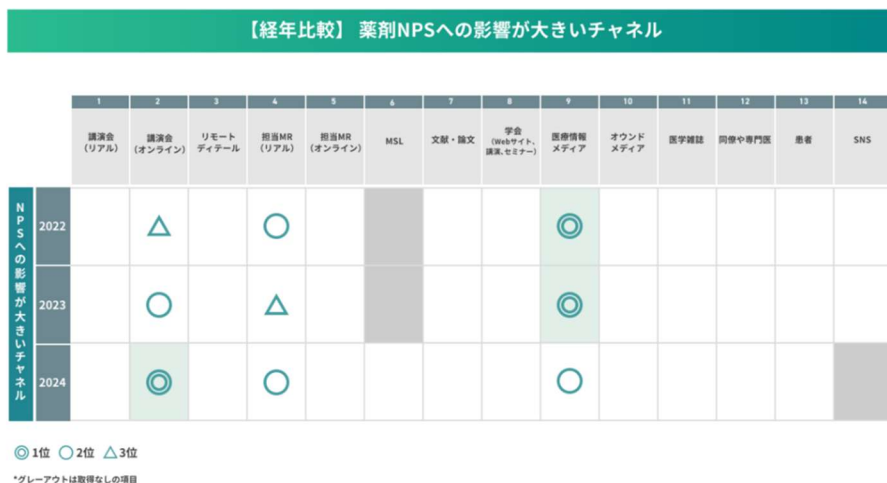 【経年比較】 薬剤NPSへの影響が大きいチャネル
1 2 3 4 5 6 7 8 9 10 11 12 13 14
講演会
(リアル)
講演会
(オンライン)
リモート
ディテール
担当MR
(リアル)
担当MR
(オンライン)
MSL
文献・論文
学会
(Webサイト、
講演、セミナー)
医療情報
メディア
オウンド
メディア
医学雑誌
同僚や専門医
患者
SNS
NPSへの影響が大きいチャネル
2022 △ ○ ◎
2023 ○ △ ◎
2024 ◎ ○ ○
◎1位 ○2位 △3位
*グレーアウトは取得なしの項目